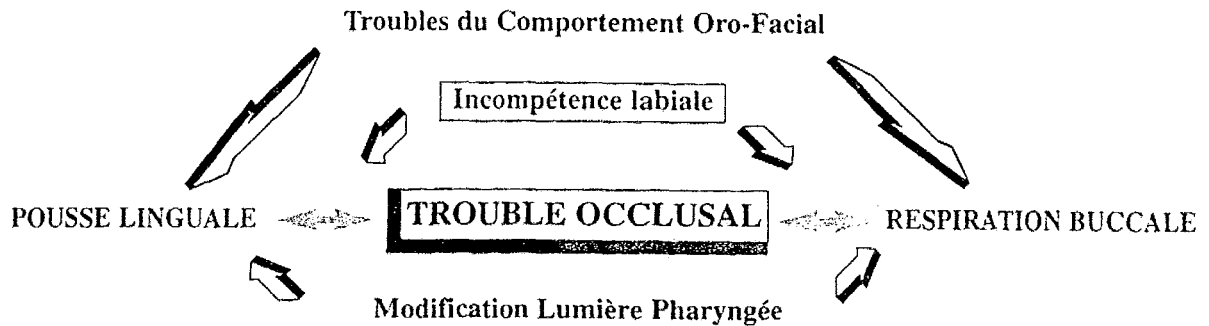 Troubles du Comportement Oro-Facial
Incompétence labiale
POUSSE LINGUALE TROUBLE OCCLUSAL RESPIRATION BUCCALE
Modification Lumière Pharyngée